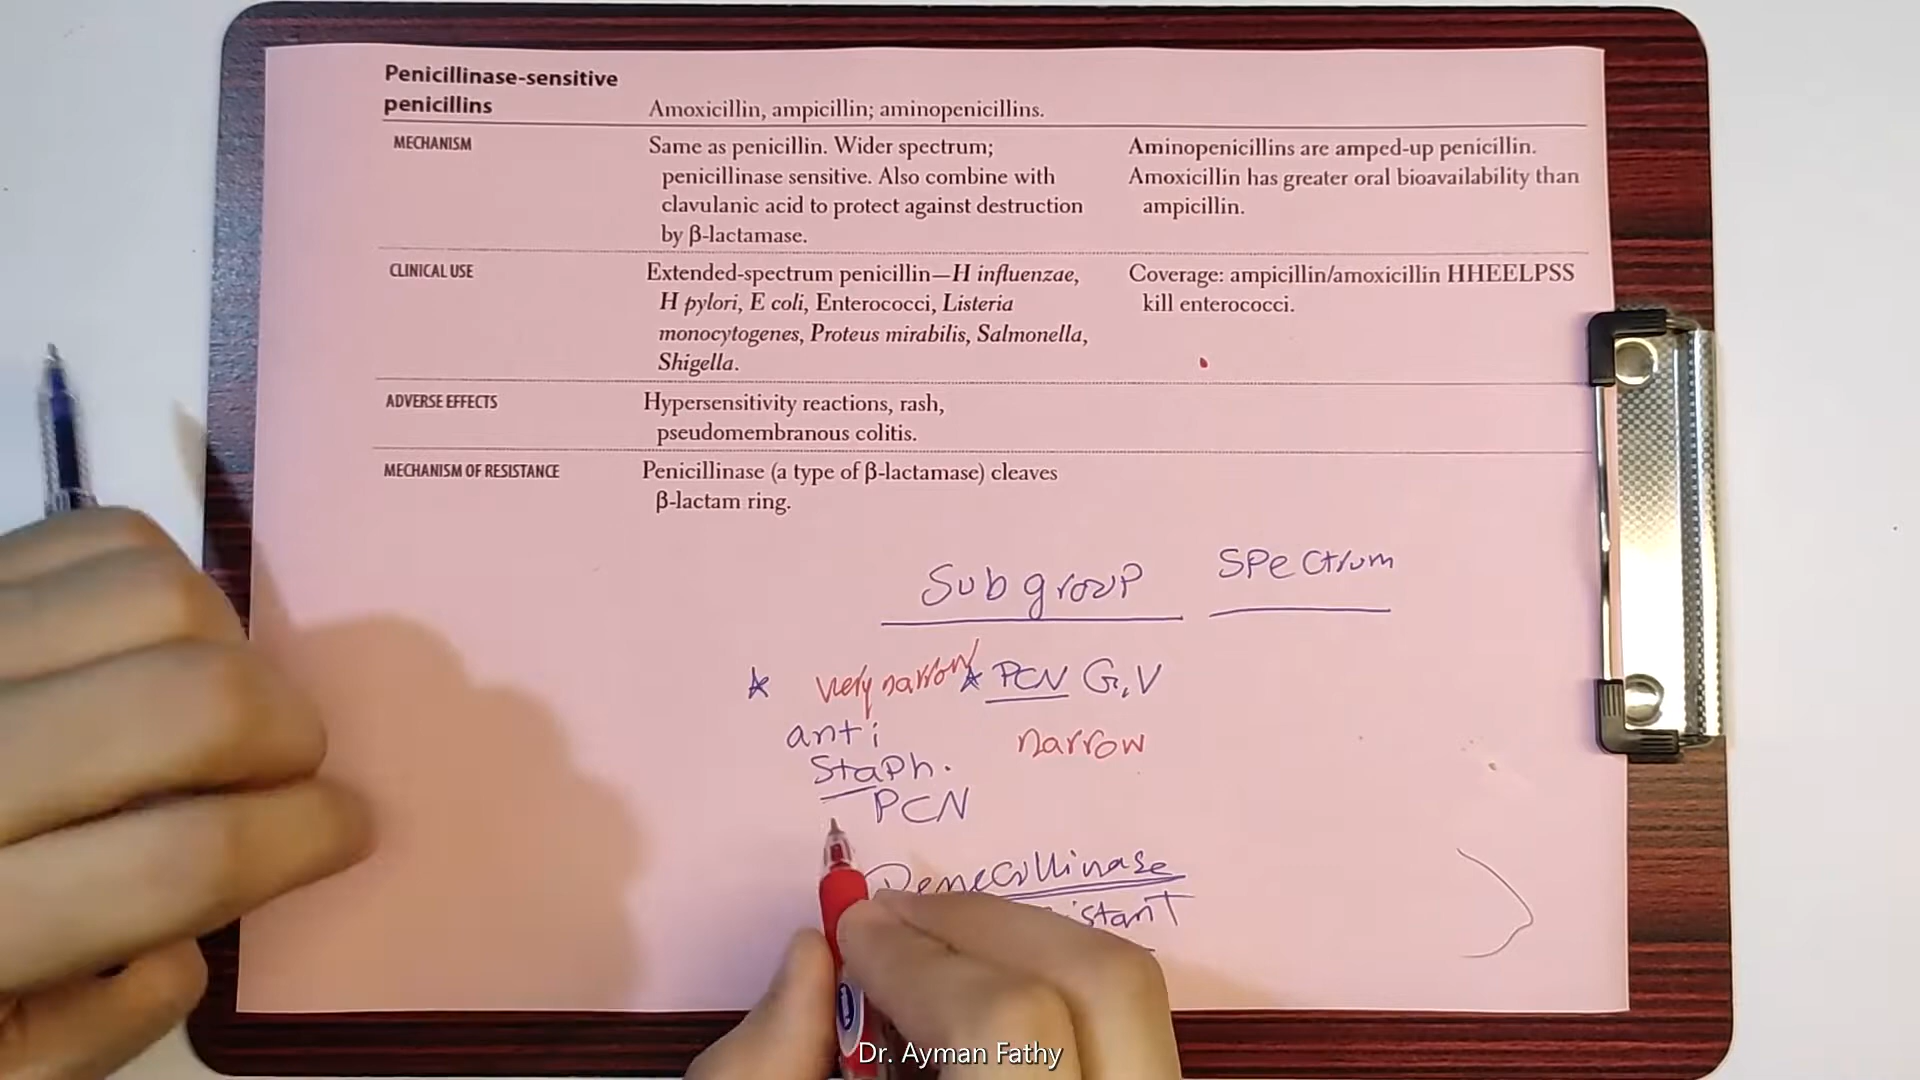 Penicillinase-sensitive
penicillins
Amoxicillin, ampicillin; aminopenicillins.
MECHANISM
Same as penicillin. Wider spectrum;
penicillinase sensitive. Also combine with
clavulanic acid to protect against destruction
by β-lactamase.
Aminopenicillins are amped-up penicillin.
Amoxicillin has greater oral bioavailability than
ampicillin.
CLINICAL USE
Extended-spectrum penicillin—H influenzae,
H pylori, E coli, Enterococci, Listeria
monocytogenes, Proteus mirabilis, Salmonella,
Shigella.
Coverage: ampicillin/amoxicillin HHEELPSS
kill enterococci.
ADVERSE EFFECTS
Hypersensitivity reactions, rash,
pseudomembranous colitis.
MECHANISM OF RESISTANCE
Penicillinase (a type of β-lactamase) cleaves
β-lactam ring.
Subgroup
Spectrum
very narrow
PCN G, V
anti
Staph.
PCN
narrow
Penecillinase
istant
Dr. Ayman Fathy